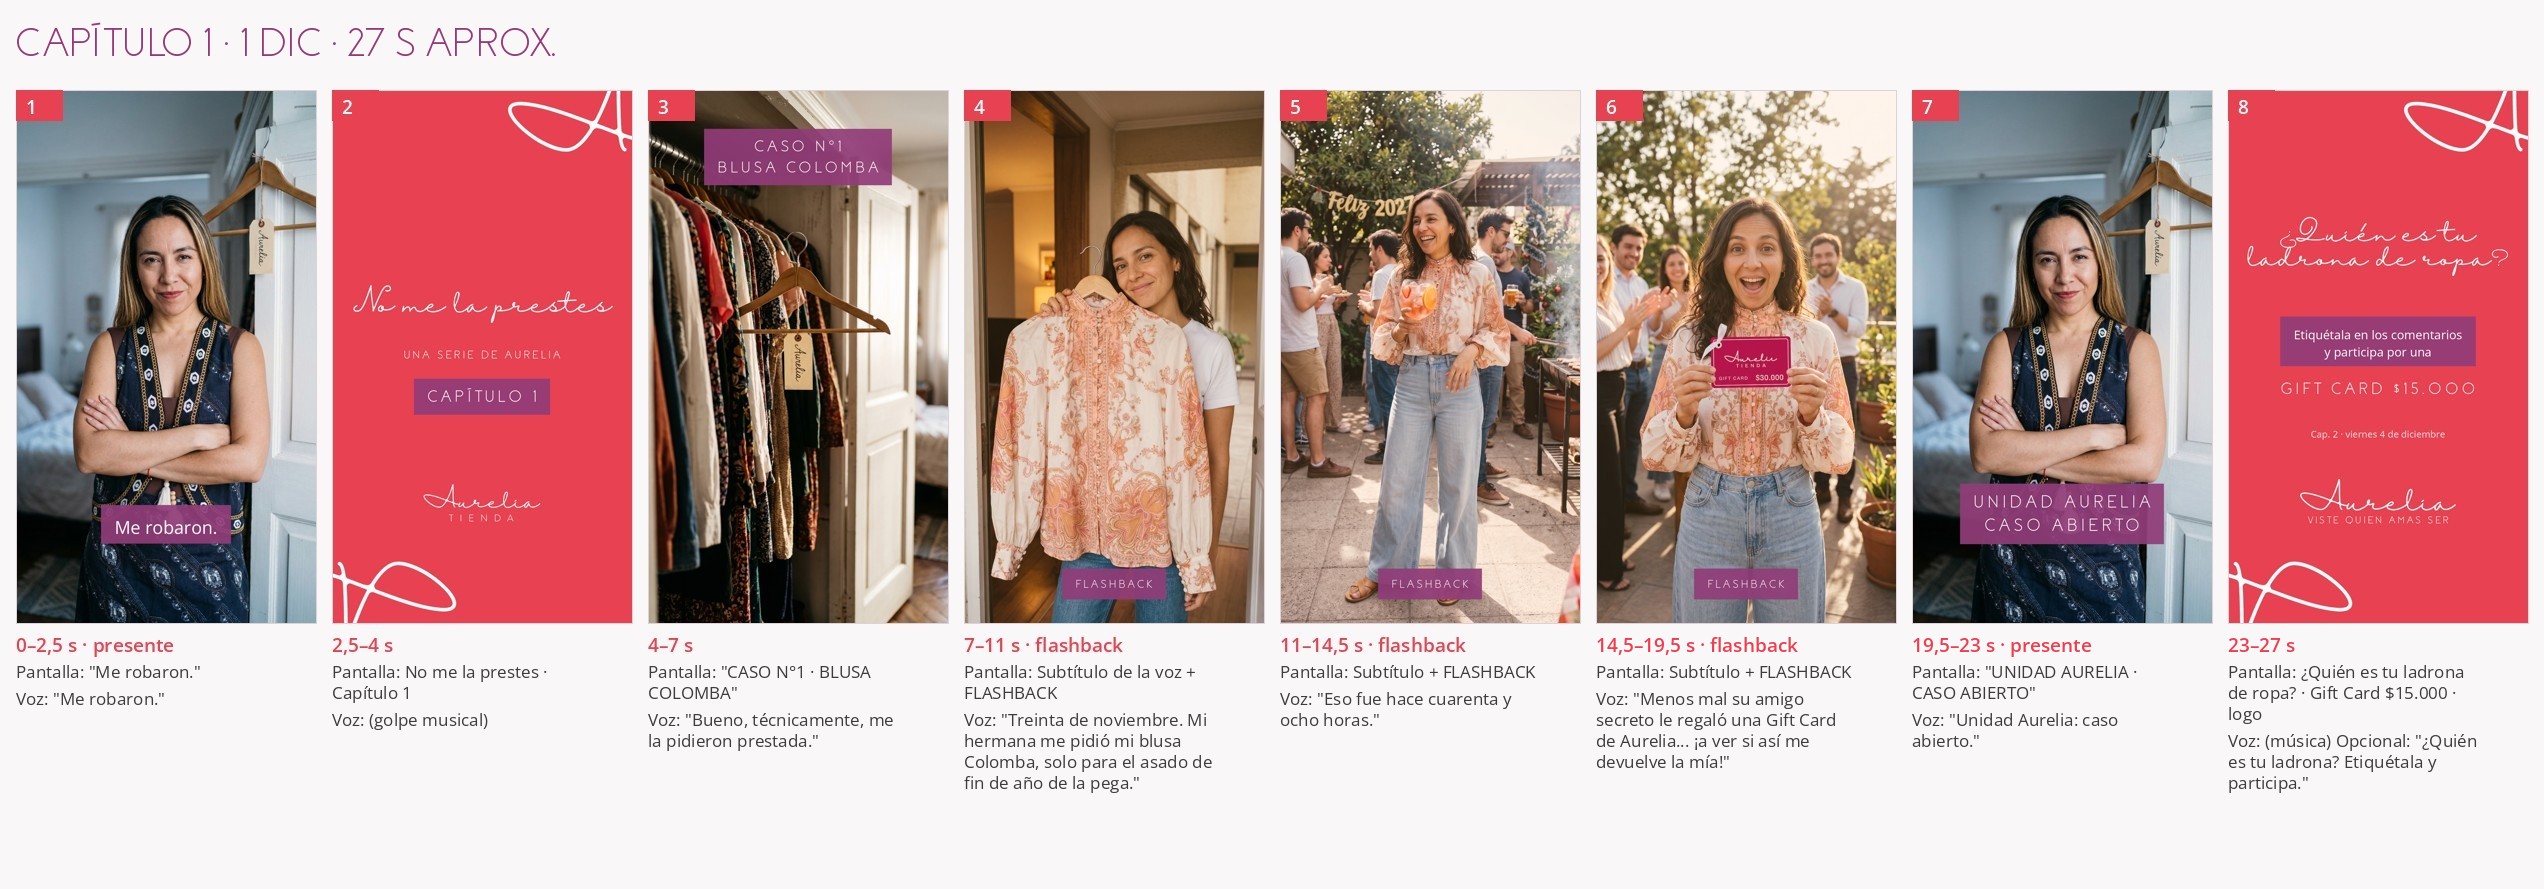 CAPÍTULO 1 · 1 DIC · 27 S APROX.
1
Aurelia
Me robaron.
0–2,5 s · presente
Pantalla: "Me robaron."
Voz: "Me robaron."
2
No me la prestes
UNA SERIE DE AURELIA
CAPÍTULO 1
Aurelia
TIENDA
2,5–4 s
Pantalla: No me la prestes ·
Capítulo 1
Voz: (golpe musical)
3
CASO N°1
BLUSA COLOMBA
Aurelia
4–7 s
Pantalla: "CASO N°1 · BLUSA
COLOMBA"
Voz: "Bueno, técnicamente, me
la pidieron prestada."
4
FLASHBACK
7–11 s · flashback
Pantalla: Subtítulo de la voz +
FLASHBACK
Voz: "Treinta de noviembre. Mi
hermana me pidió mi blusa
Colomba, solo para el asado de
fin de año de la pega."
5
Feliz 2027
FLASHBACK
11–14,5 s · flashback
Pantalla: Subtítulo + FLASHBACK
Voz: "Eso fue hace cuarenta y
ocho horas."
6
Aurelia
TIENDA
GIFT CARD $30.000
FLASHBACK
14,5–19,5 s · flashback
Pantalla: Subtítulo + FLASHBACK
Voz: "Menos mal su amigo
secreto le regaló una Gift Card
de Aurelia... ¡a ver si así me
devuelve la mía!"
7
Aurelia
UNIDAD AURELIA
CASO ABIERTO
19,5–23 s · presente
Pantalla: "UNIDAD AURELIA ·
CASO ABIERTO"
Voz: "Unidad Aurelia: caso
abierto."
8
¿Quién es tu
ladrona de ropa?
Etiquétala en los comentarios
y participa por una
GIFT CARD $15.000
Cap. 2 · viernes 4 de diciembre
Aurelia
VISTE QUIEN AMAS SER
23–27 s
Pantalla: ¿Quién es tu ladrona
de ropa? · Gift Card $15.000 ·
logo
Voz: (música) Opcional: "¿Quién
es tu ladrona? Etiquétala y
participa."